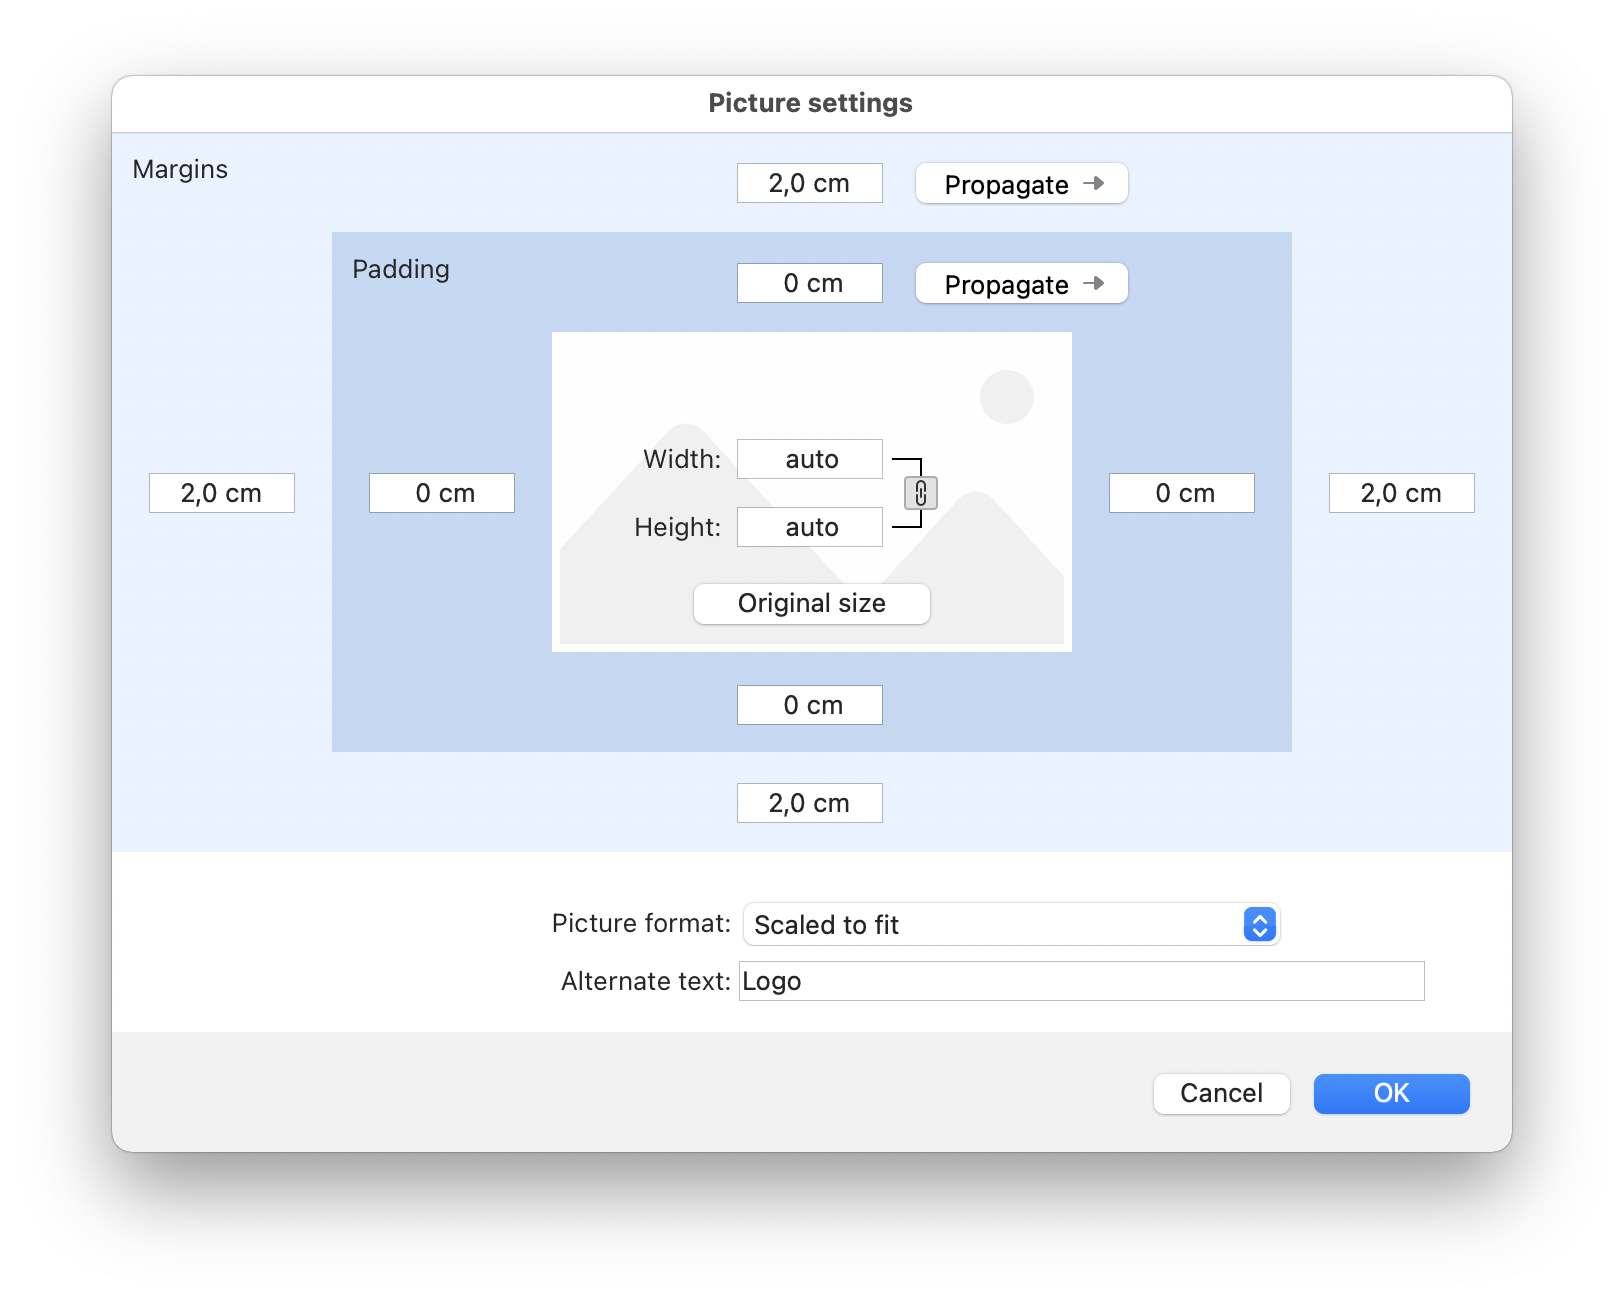 Picture settings
Margins
2,0 cm
Propagate
Padding
0 cm
Propagate
Width: auto
2,0 cm
0 cm
0 cm
2,0 cm
Height: auto
Original size
0 cm
2,0 cm
Picture format: Scaled to fit
Alternate text: Logo
Cancel
OK